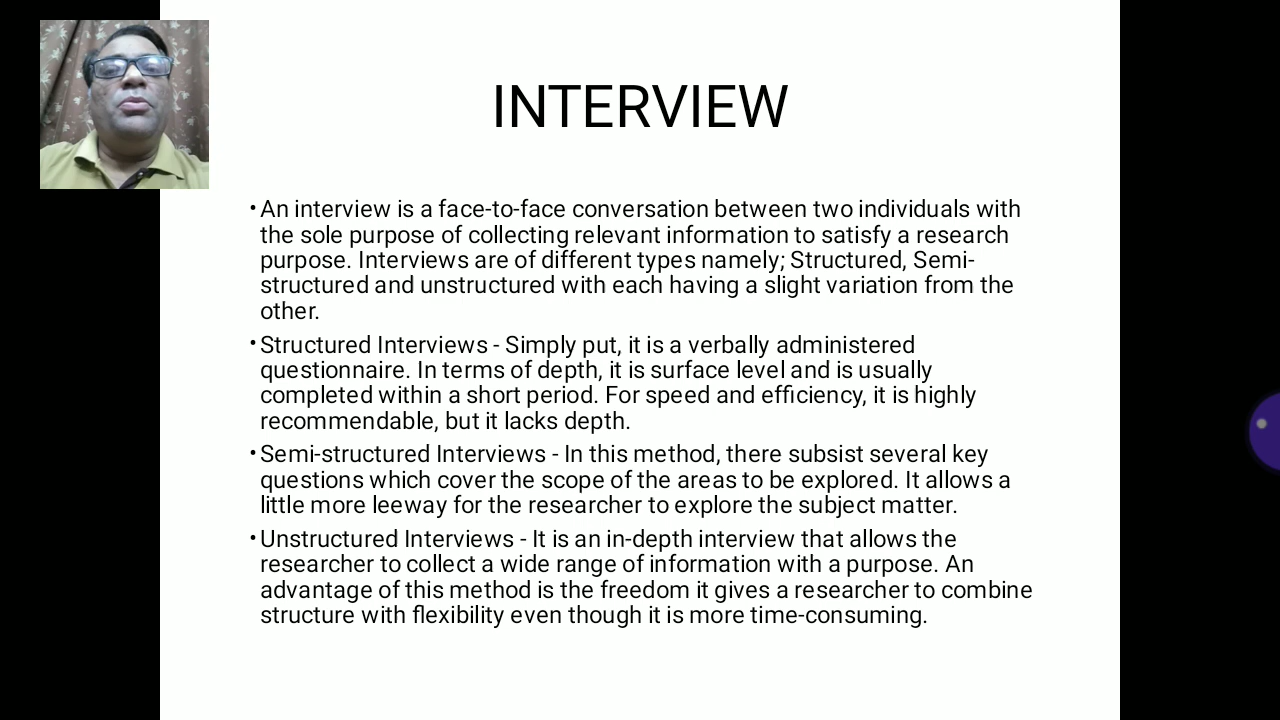 INTERVIEW
•An interview is a face-to-face conversation between two individuals with
the sole purpose of collecting relevant information to satisfy a research
purpose. Interviews are of different types namely; Structured, Semi-
structured and unstructured with each having a slight variation from the
other.
•Structured Interviews - Simply put, it is a verbally administered
questionnaire. In terms of depth, it is surface level and is usually
completed within a short period. For speed and efficiency, it is highly
recommendable, but it lacks depth.
•Semi-structured Interviews - In this method, there subsist several key
questions which cover the scope of the areas to be explored. It allows a
little more leeway for the researcher to explore the subject matter.
•Unstructured Interviews - It is an in-depth interview that allows the
researcher to collect a wide range of information with a purpose. An
advantage of this method is the freedom it gives a researcher to combine
structure with flexibility even though it is more time-consuming.